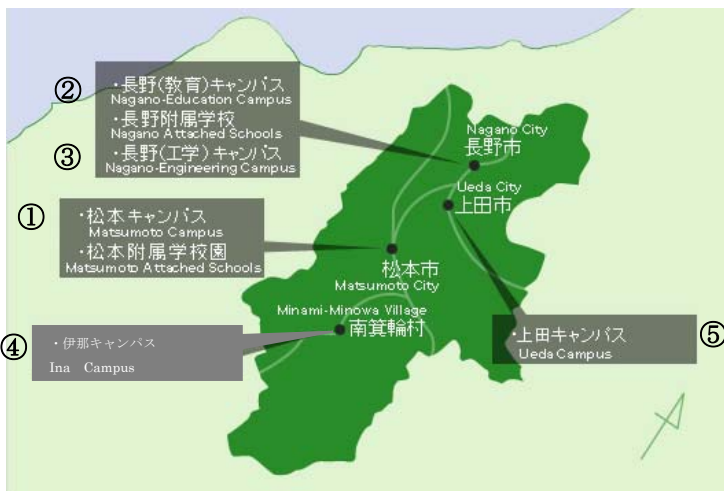 ②
・長野(教育)キャンパス
Nagano-Education Campus
・長野附属学校
Nagano Attached Schools
③
・長野(工学)キャンパス
Nagano-Engineering Campus
Nagano City
長野市
Ueda City
上田市
①
・松本キャンパス
Matsumoto Campus
・松本附属学校園
Matsumoto Attached Schools
松本市
Matsumoto City
Minami-Minowa Village
南箕輪村
④
・伊那キャンパス
Ina Campus
・上田キャンパス
Ueda Campus
⑤